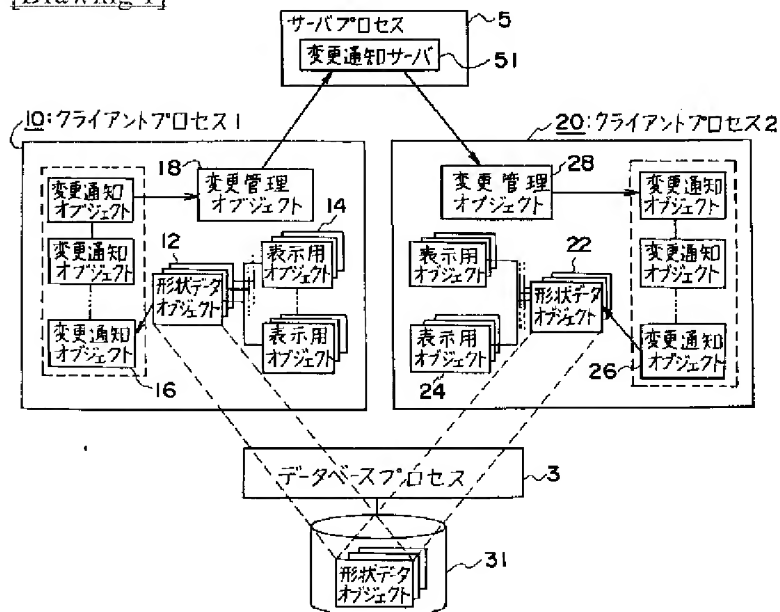 [Drawing 1]
サーバプロセス
5
変更通知サーバ
51
10:クライアントプロセス1
20:クライアントプロセス2
18
変更管理
オブジェクト
28
変更管理
オブジェクト
変更通知
オブジェクト
変更通知
オブジェクト
変更通知
オブジェクト
16
12
形状データ
オブジェクト
14
表示用
オブジェクト
表示用
オブジェクト
表示用
オブジェクト
表示用
オブジェクト
24
22
形状データ
オブジェクト
変更通知
オブジェクト
変更通知
オブジェクト
変更通知
オブジェクト
26
データベースプロセス
3
形状データ
オブジェクト
31